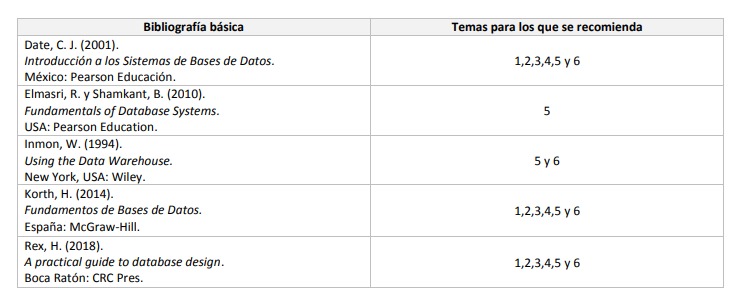 Bibliografía básica
Temas para los que se recomienda
Date, C. J. (2001).
Introducción a los Sistemas de Bases de Datos.
México: Pearson Educación.
1,2,3,4,5 y 6
Elmasri, R. y Shamkant, B. (2010).
Fundamentals of Database Systems.
USA: Pearson Education.
5
Inmon, W. (1994).
Using the Data Warehouse.
New York, USA: Wiley.
5 y 6
Korth, H. (2014).
Fundamentos de Bases de Datos.
España: McGraw-Hill.
1,2,3,4,5 y 6
Rex, H. (2018).
A practical guide to database design.
Boca Ratón: CRC Pres.
1,2,3,4,5 y 6